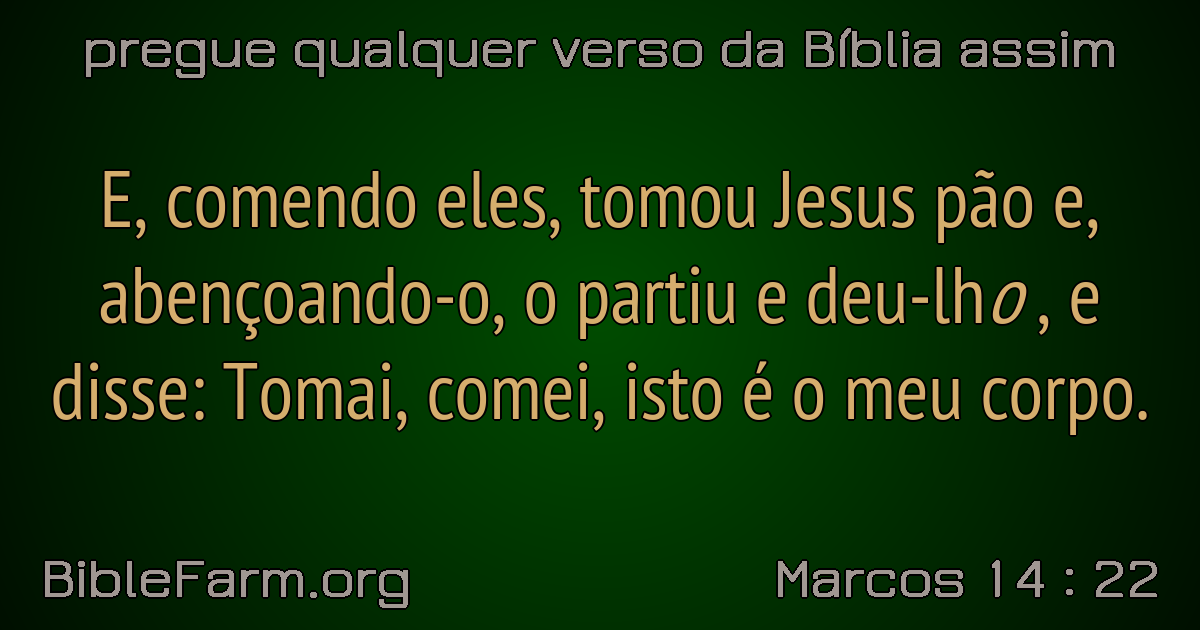 pregue qualquer verso da Bíblia assim
E, comendo eles, tomou Jesus pão e,
abençoando-o, o partiu e deu-lho , e
disse: Tomai, comei, isto é o meu corpo.
BibleFarm.org
Marcos 14 : 22